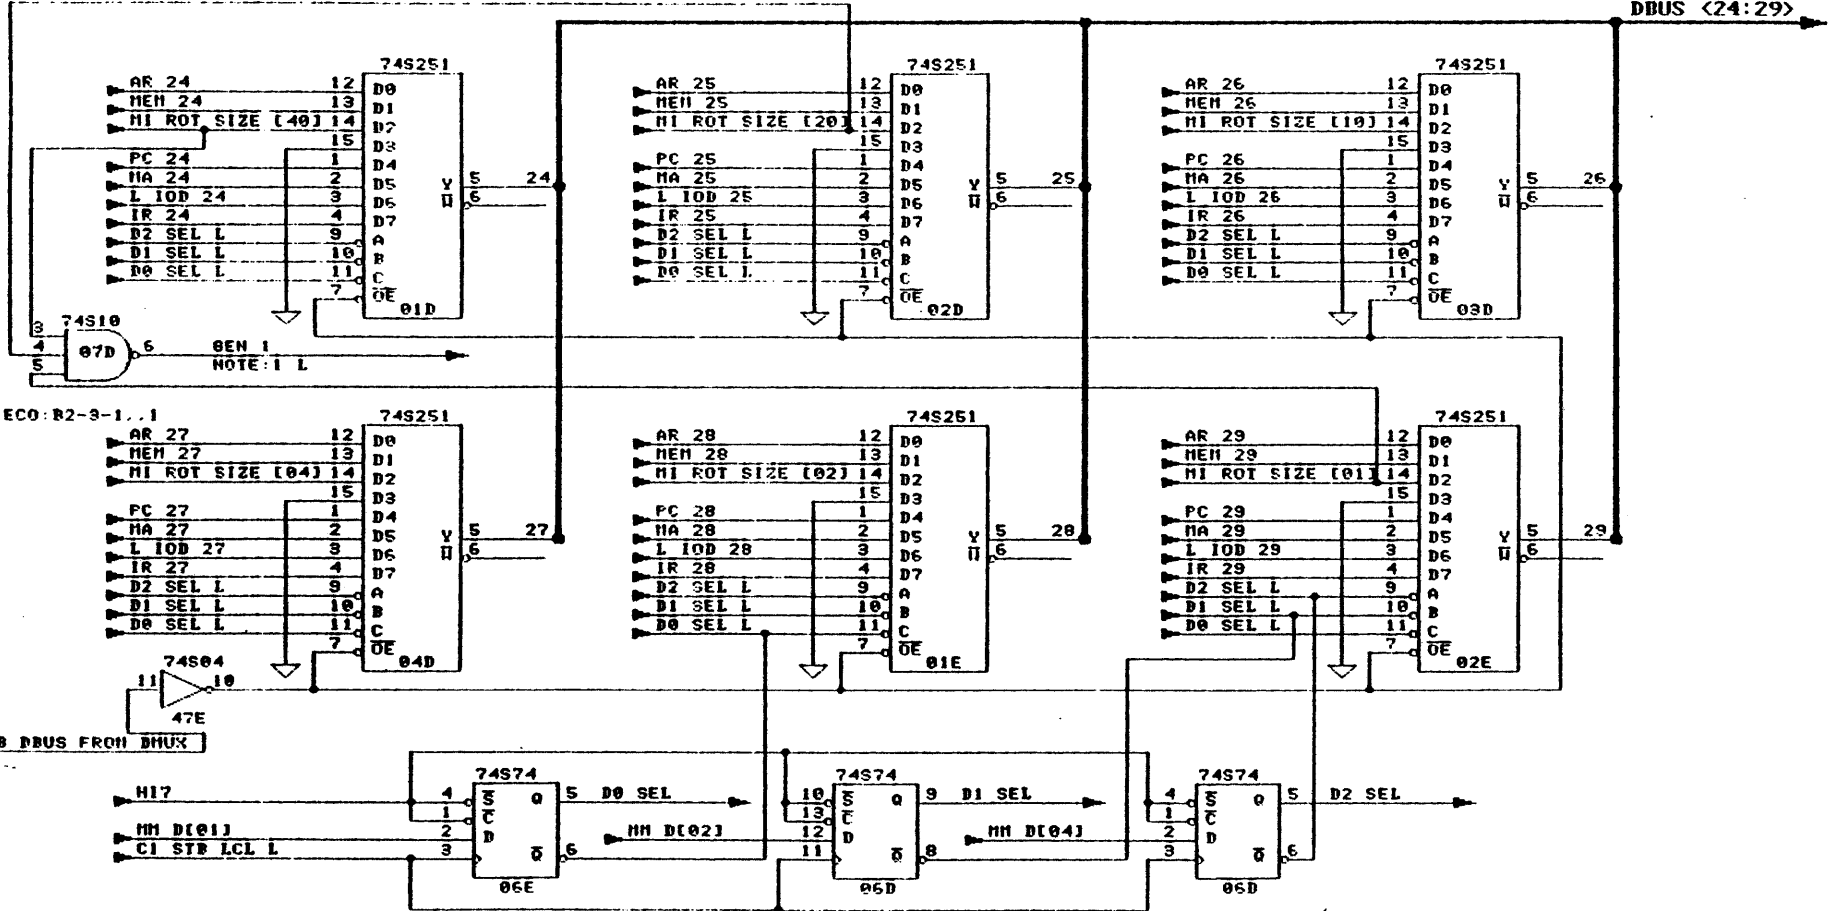 DBUS <24:29>
74S251
AR 24 12 D0
MEM 24 13 D1
MI ROT SIZE [40] 14 D2
15 D3
PC 24 1 D4
MA 24 2 D5 Y 5 24
L IOD 24 3 D6 W 6
IR 24 4 D7
D2 SEL L 9 A
D1 SEL L 10 B
D0 SEL L 11 C
7 OE
01D
74S251
AR 25 12 D0
MEM 25 13 D1
MI ROT SIZE [20] 14 D2
15 D3
PC 25 1 D4
MA 25 2 D5 Y 5 25
L IOD 25 3 D6 W 6
IR 25 4 D7
D2 SEL L 9 A
D1 SEL L 10 B
D0 SEL L 11 C
7 OE
02D
74S251
AR 26 12 D0
MEM 26 13 D1
MI ROT SIZE [10] 14 D2
15 D3
PC 26 1 D4
MA 26 2 D5 Y 5 26
L IOD 26 3 D6 W 6
IR 26 4 D7
D2 SEL L 9 A
D1 SEL L 10 B
D0 SEL L 11 C
7 OE
03D
74S10
3
4 07D 6 8EN 1
5 NOTE:1 L
ECO:B2-3-1..1
74S251
AR 27 12 D0
MEM 27 13 D1
MI ROT SIZE [04] 14 D2
15 D3
PC 27 1 D4
MA 27 2 D5 Y 5 27
L IOD 27 3 D6 W 6
IR 27 4 D7
D2 SEL L 9 A
D1 SEL L 10 B
D0 SEL L 11 C
7 OE
04D
74S251
AR 28 12 D0
MEM 28 13 D1
MI ROT SIZE [02] 14 D2
15 D3
PC 28 1 D4
MA 28 2 D5 Y 5 28
L IOD 28 3 D6 W 6
IR 28 4 D7
D2 SEL L 9 A
D1 SEL L 10 B
D0 SEL L 11 C
7 OE
01E
74S251
AR 29 12 D0
MEM 29 13 D1
MI ROT SIZE [01] 14 D2
15 D3
PC 29 1 D4
MA 29 2 D5 Y 5 29
L IOD 29 3 D6 W 6
IR 29 4 D7
D2 SEL L 9 A
D1 SEL L 10 B
D0 SEL L 11 C
7 OE
02E
74S04
11 10
47E
B DBUS FROM DMUX
74S74
H17 4 S Q 5 D0 SEL
1 C
MM D[01] 2 D
C1 STB LCL L 3 Q 6
06E
74S74
10 S Q 9 D1 SEL
13 C
MM D[02] 12 D
11 Q 8
06D
74S74
4 S Q 5 D2 SEL
1 C
MM D[04] 2 D
3 Q 6
06D